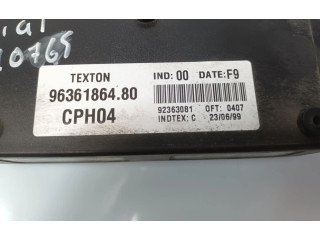 TEXTON IND: 00 DATE: F9
96361864.80
CPH04
92363081 OFT: 0407
INDTEX: C 23/06/99